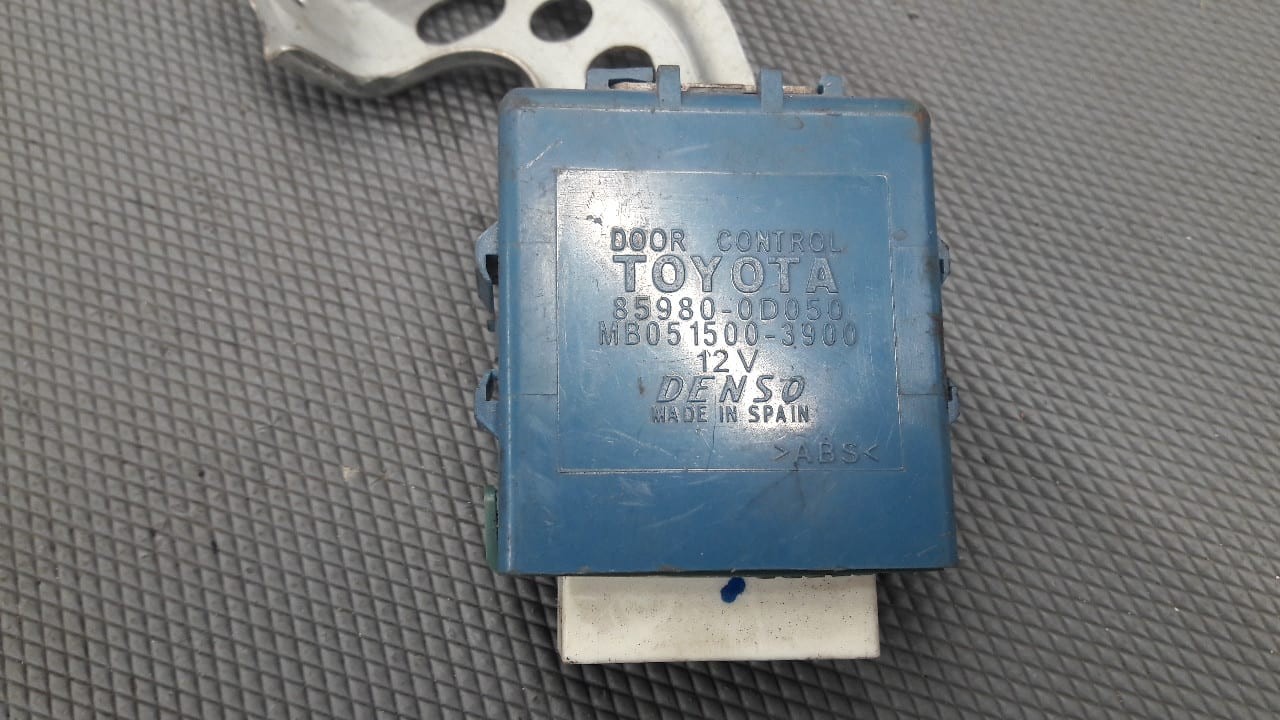 DOOR CONTROL
TOYOTA
85980-0D050
MB051500-3900
12V
DENSO
MADE IN SPAIN
>ABS<